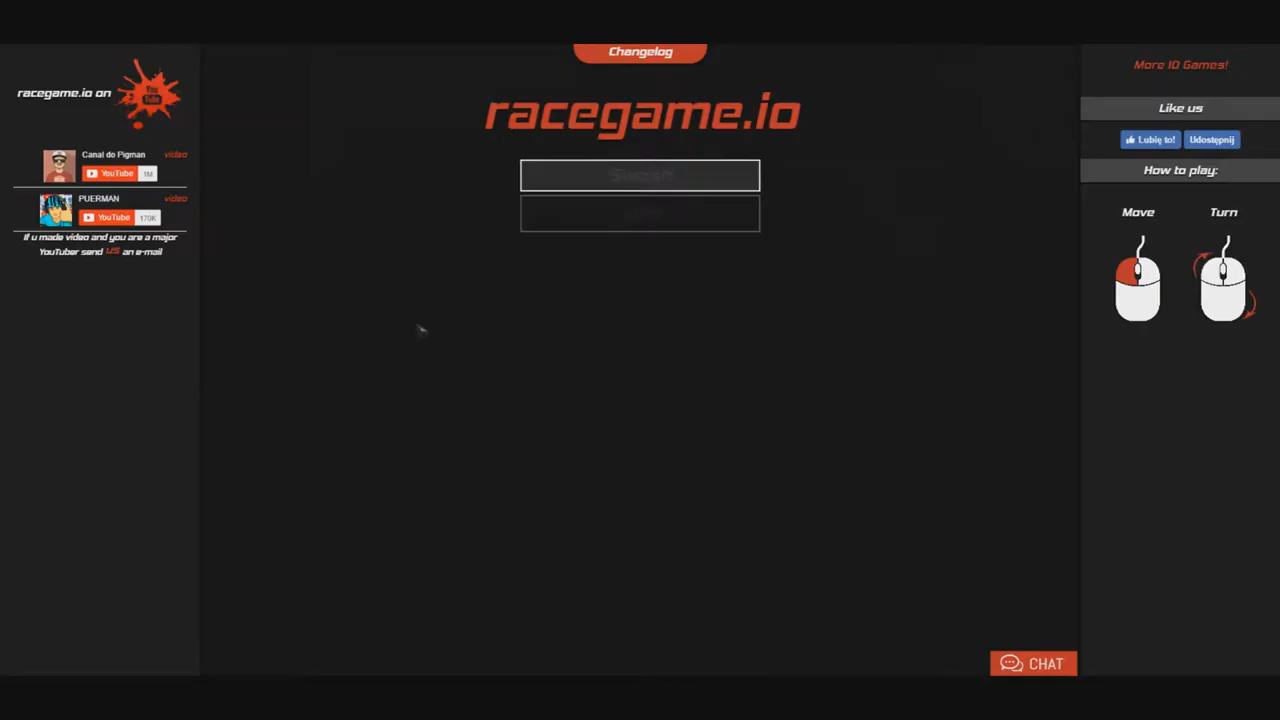 Changelog
racegame.io
racegame.io on
You
Tube
Canal do Pigman
video
YouTube 1M
PUERMAN
video
YouTube 170K
If u made video and you are a major
YouTuber send us an e-mail
More IO Games!
Like us
Lubię to! Udostępnij
How to play:
Move Turn
CHAT